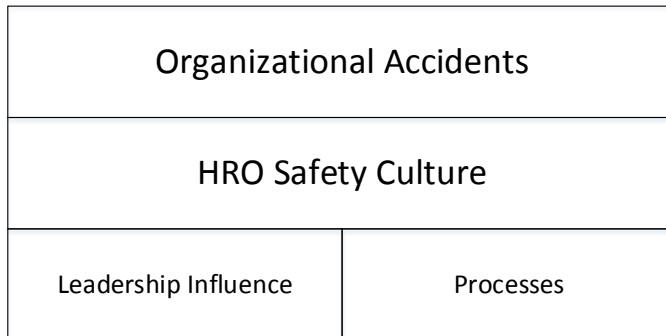 Organizational Accidents
HRO Safety Culture
Leadership Influence
Processes